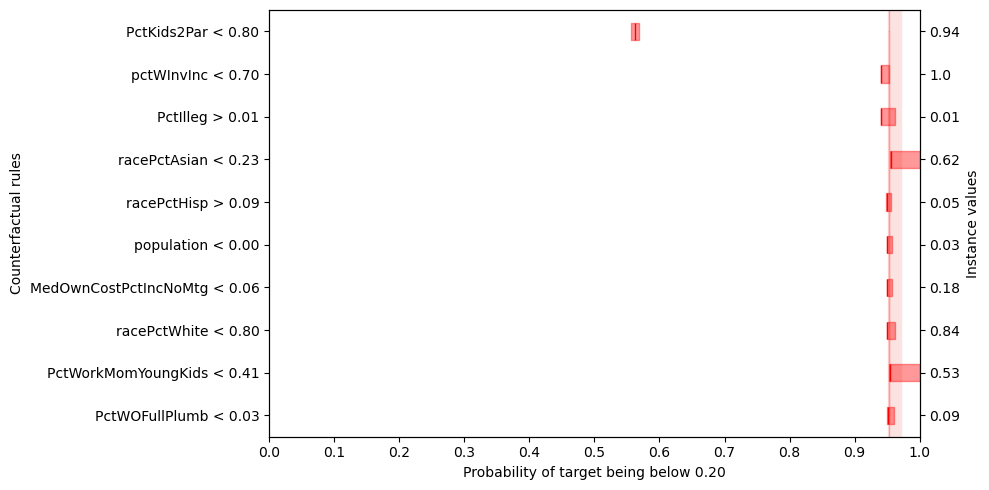 Counterfactual rules
PctKids2Par < 0.80
pctWInvInc < 0.70
PctIlleg > 0.01
racePctAsian < 0.23
racePctHisp > 0.09
population < 0.00
MedOwnCostPctIncNoMtg < 0.06
racePctWhite < 0.80
PctWorkMomYoungKids < 0.41
PctWOFullPlumb < 0.03
0.94
1.0
0.01
0.62
0.05
0.03
0.18
0.84
0.53
0.09
Instance values
0.0 0.1 0.2 0.3 0.4 0.5 0.6 0.7 0.8 0.9 1.0
Probability of target being below 0.20